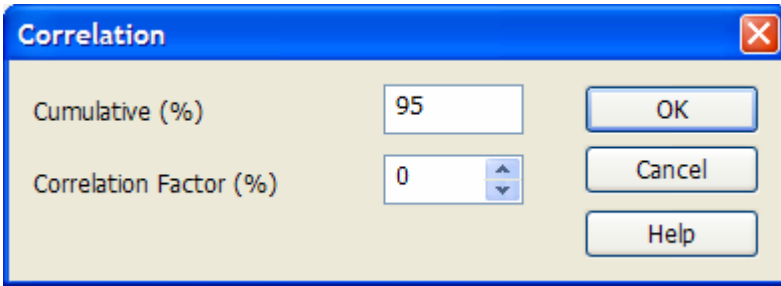 Correlation
Cumulative (%) 95 OK
Correlation Factor (%) 0 Cancel
Help